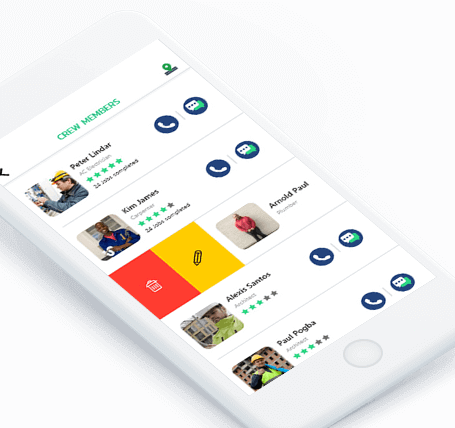 CREW MEMBERS
Peter Lindar
AC Electrician
24 Jobs completed
Kim James
Carpenter
24 Jobs completed
Arnold Paul
Plumber
Alexis Santos
Architect
Paul Pogba
Architect